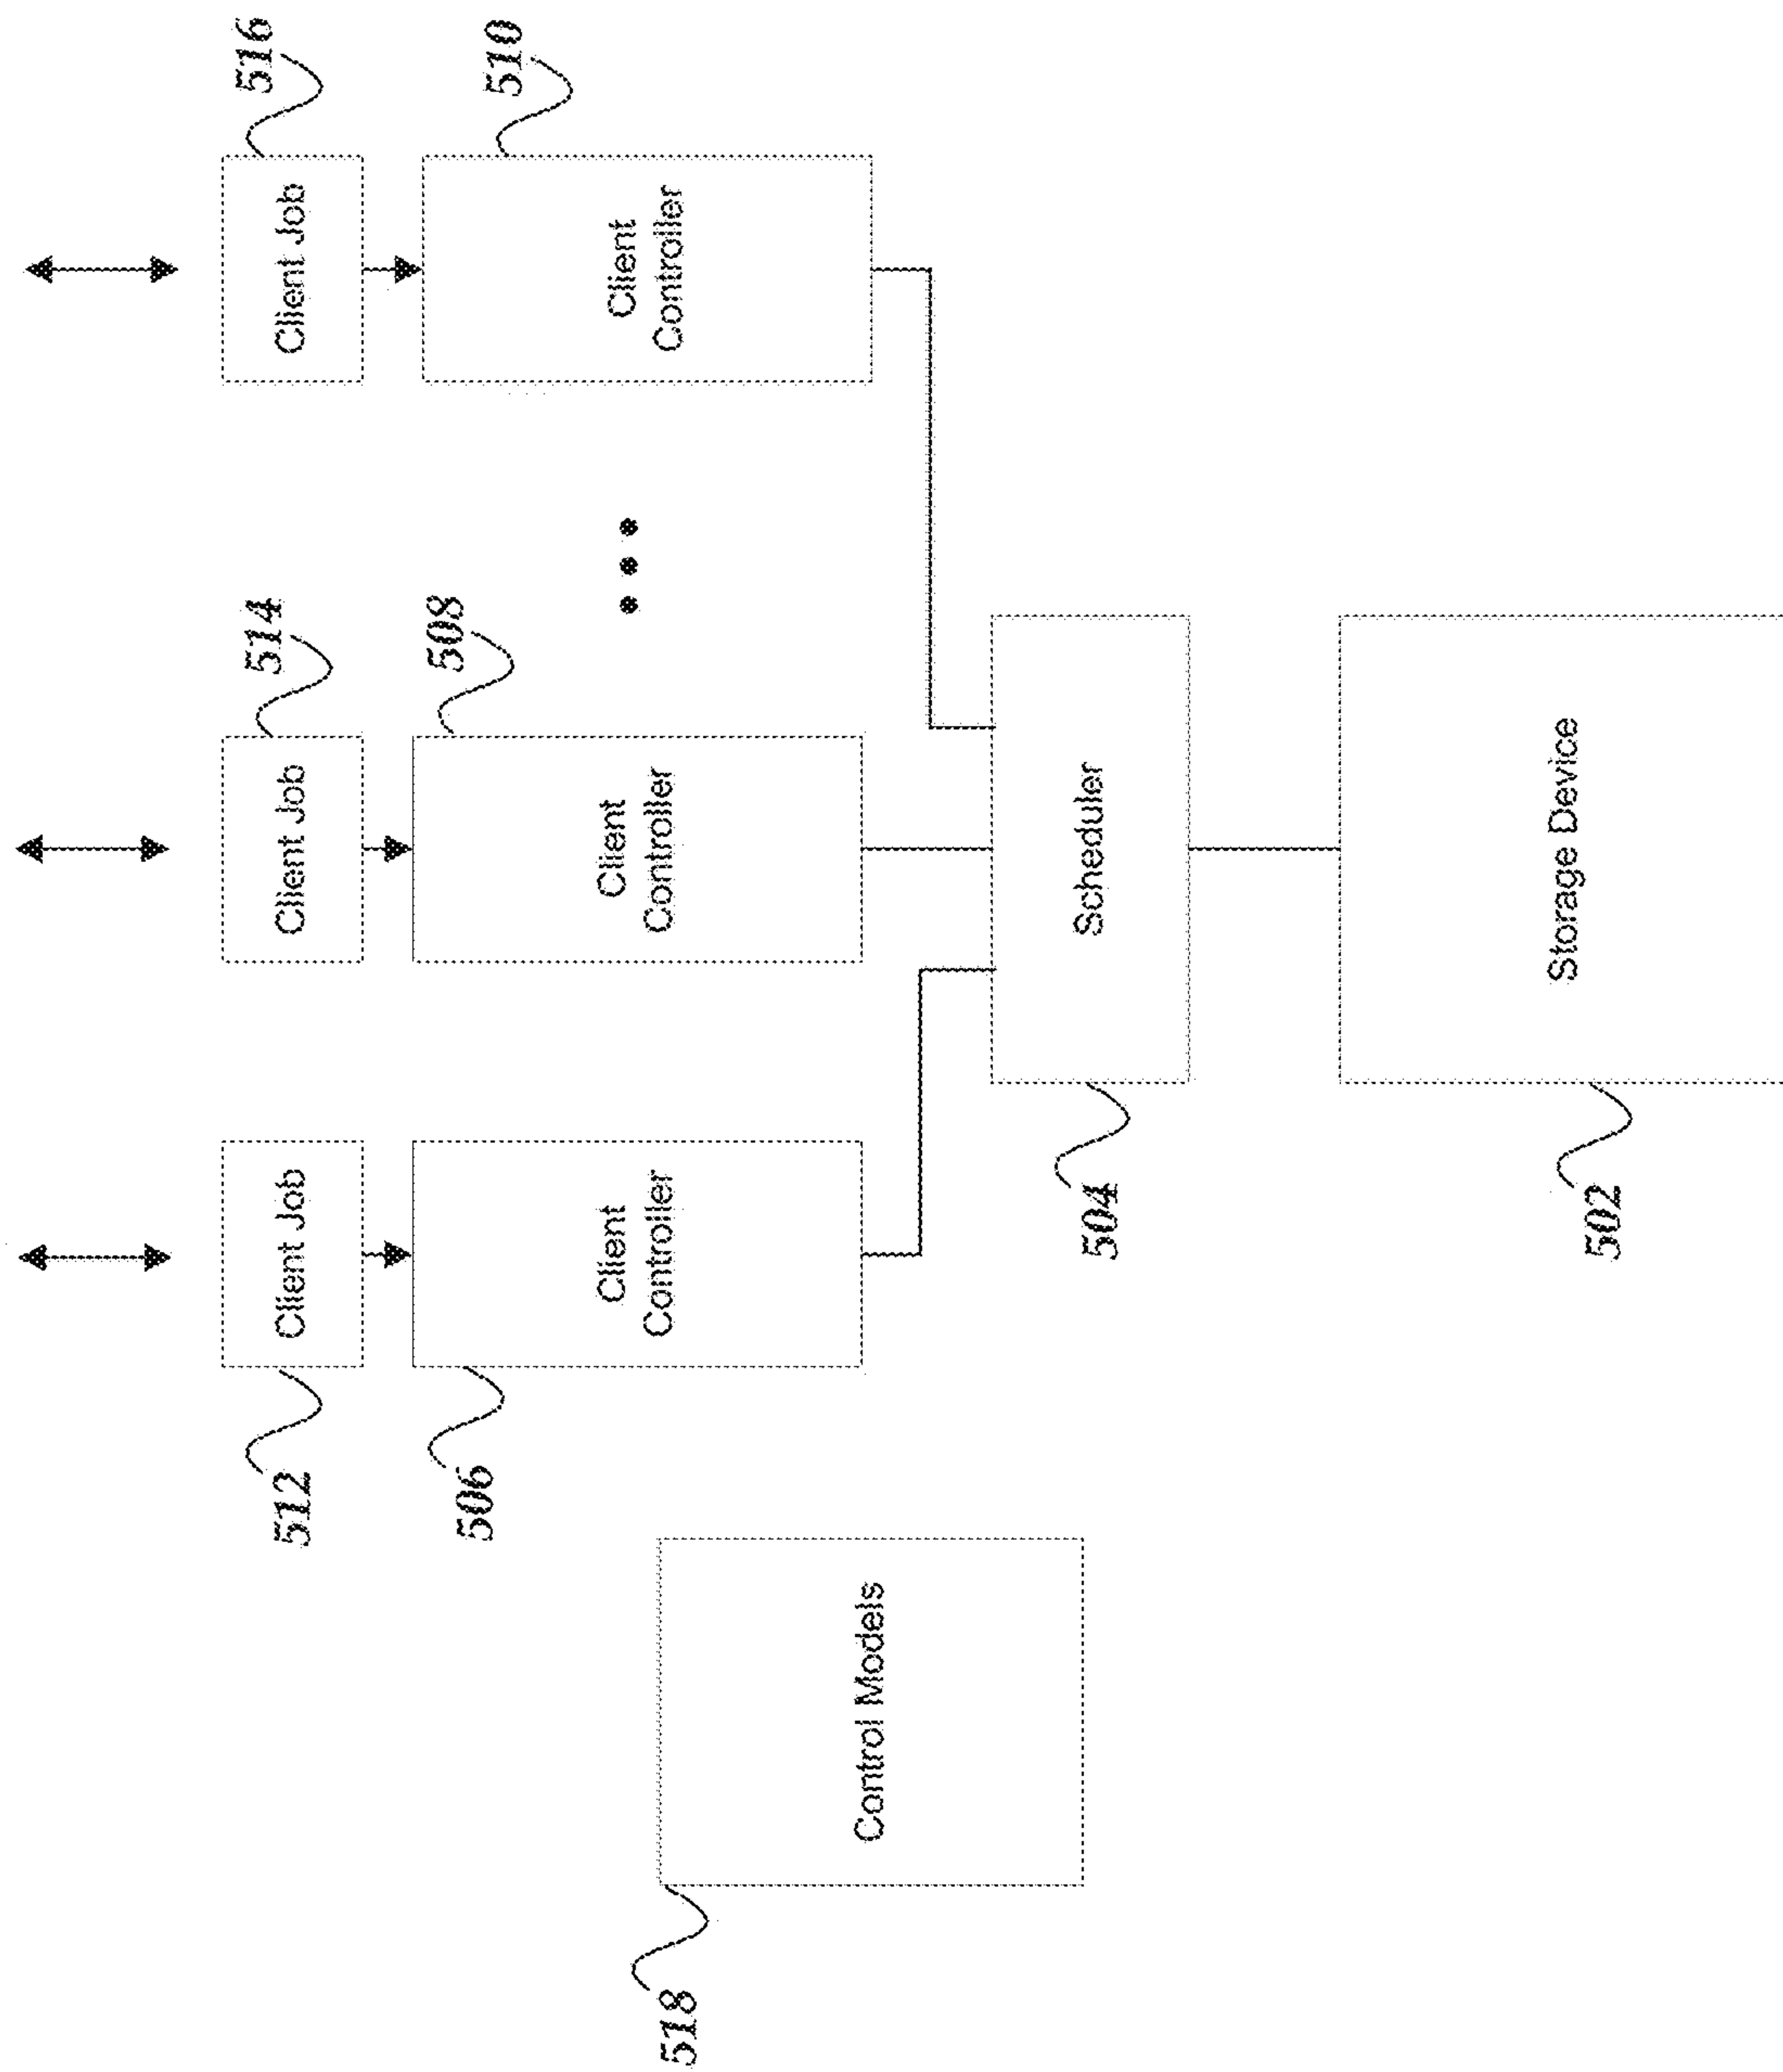 512
Client Job
514
Client Job
516
Client Job
506
Client
Controller
508
Client
Controller
510
Client
Controller
518
Control Models
504
Scheduler
502
Storage Device